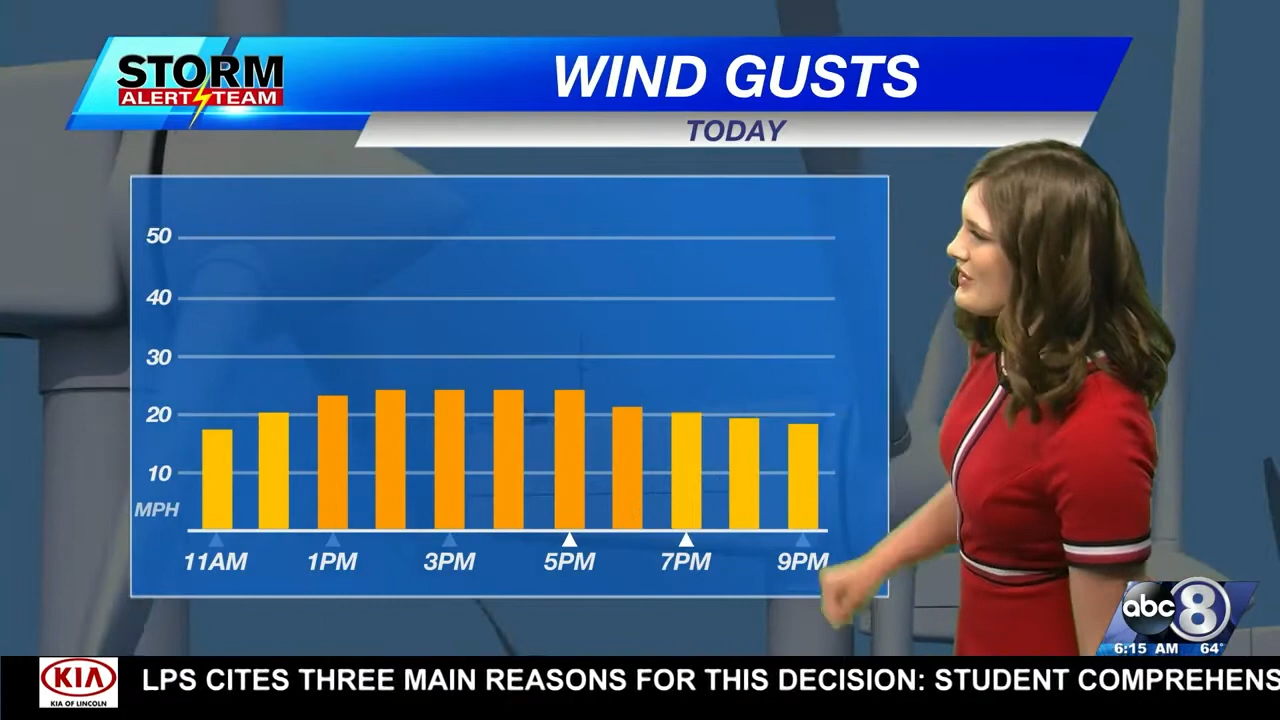 STORM
ALERT TEAM
WIND GUSTS
TODAY
50
40
30
20
10
MPH
11AM 1PM 3PM 5PM 7PM 9PM
abc 8
6:15 AM 64°
KIA
KIA OF LINCOLN
LPS CITES THREE MAIN REASONS FOR THIS DECISION: STUDENT COMPREHENS